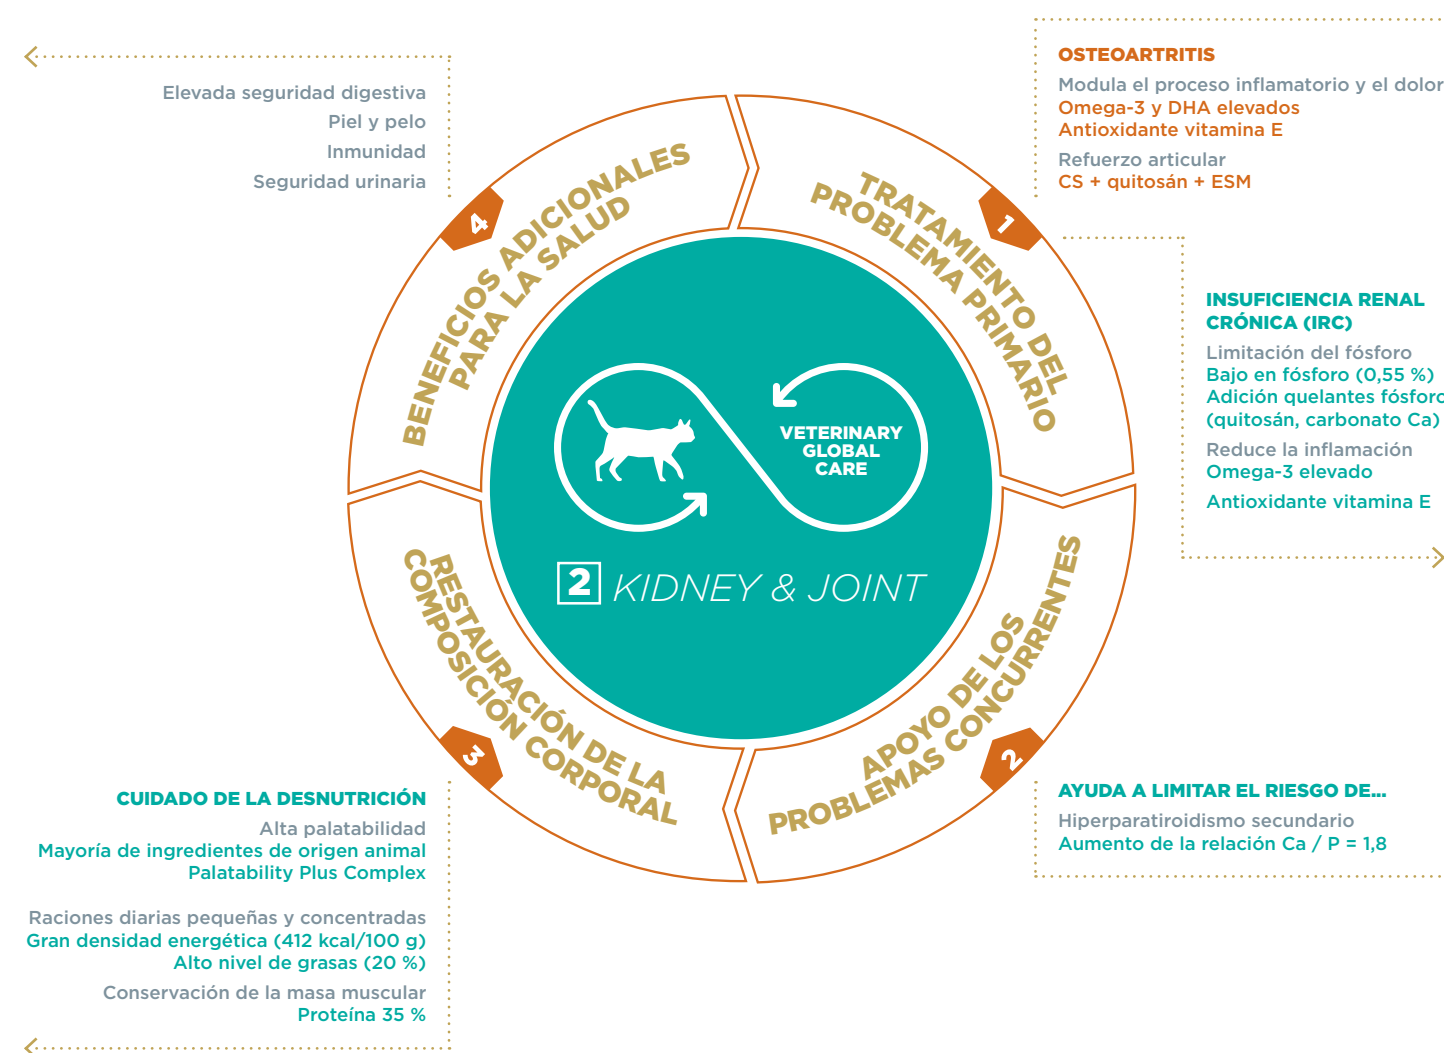 Elevada seguridad digestiva
Piel y pelo
Inmunidad
Seguridad urinaria
4
BENEFICIOS ADICIONALES
PARA LA SALUD
1
TRATAMIENTO DEL
PROBLEMA PRIMARIO
OSTEOARTRITIS
Modula el proceso inflamatorio y el dolor
Omega-3 y DHA elevados
Antioxidante vitamina E
Refuerzo articular
CS + quitosán + ESM
INSUFICIENCIA RENAL
CRÓNICA (IRC)
Limitación del fósforo
Bajo en fósforo (0,55 %)
Adición quelantes fósforo
(quitosán, carbonato Ca)
Reduce la inflamación
Omega-3 elevado
Antioxidante vitamina E
VETERINARY
GLOBAL
CARE
2 KIDNEY & JOINT
3
RESTAURACIÓN DE LA
COMPOSICIÓN CORPORAL
2
APOYO DE LOS
PROBLEMAS CONCURRENTES
CUIDADO DE LA DESNUTRICIÓN
Alta palatabilidad
Mayoría de ingredientes de origen animal
Palatability Plus Complex
Raciones diarias pequeñas y concentradas
Gran densidad energética (412 kcal/100 g)
Alto nivel de grasas (20 %)
Conservación de la masa muscular
Proteína 35 %
AYUDA A LIMITAR EL RIESGO DE...
Hiperparatiroidismo secundario
Aumento de la relación Ca / P = 1,8